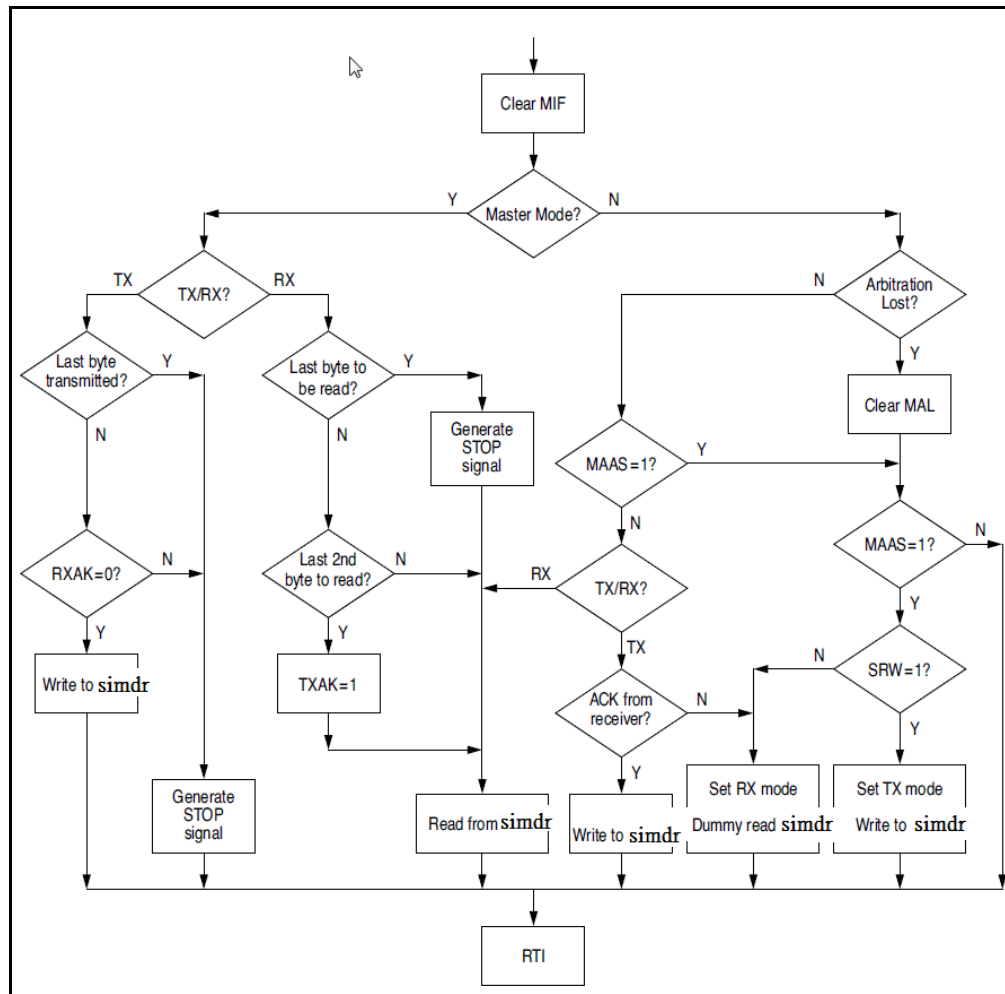 Clear MIF
Master Mode?
Y
N
TX/RX?
TX
RX
Arbitration
Lost?
N
Y
Last byte
transmitted?
Y
N
Last byte to
be read?
Y
N
Clear MAL
Generate
STOP
signal
MAAS=1?
Y
N
MAAS=1?
N
Y
RXAK=0?
N
Y
Last 2nd
byte to read?
N
Y
TX/RX?
RX
TX
SRW=1?
N
Y
Write to simdr
TXAK=1
ACK from
receiver?
N
Y
Generate
STOP
signal
Read from simdr
Write to simdr
Set RX mode
Dummy read simdr
Set TX mode
Write to simdr
RTI